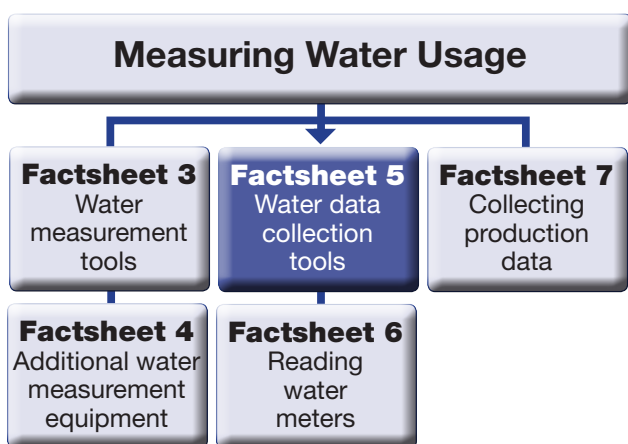 Measuring Water Usage
Factsheet 3
Water
measurement
tools
Factsheet 5
Water data
collection
tools
Factsheet 7
Collecting
production
data
Factsheet 4
Additional water
measurement
equipment
Factsheet 6
Reading
water
meters